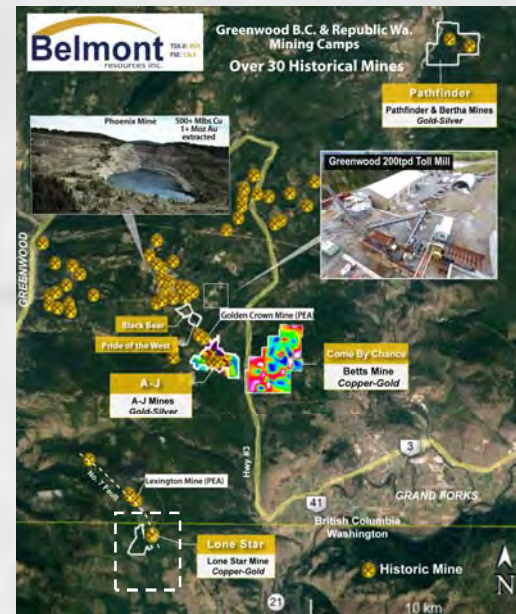 Belmont
resources inc.
TSX.V:
FSE:
Greenwood B.C. & Republic Wa.
Mining Camps
Over 30 Historical Mines
Pathfinder
Pathfinder & Bertha Mines
Gold-Silver
Phoenix Mine
500+ Mlbs Cu
1+ Moz Au
extracted
Greenwood 200tpd Toll Mill
GREENWOOD
Black Bear
Golden Crown Mine (PEA)
Pride of the West
A-J
A-J Mines
Gold-Silver
Come By Chance
Betts Mine
Copper-Gold
Hwy #3
3
No. 7 Fault
Lexington Mine (PEA)
41
GRAND FORKS
British Columbia
Washington
Lone Star
Lone Star Mine
Copper-Gold
Historic Mine
N
21
10 km